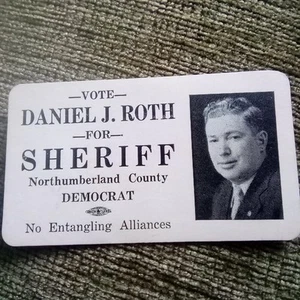 —VOTE—
DANIEL J. ROTH
—FOR—
SHERIFF
Northumberland County
DEMOCRAT
No Entangling Alliances